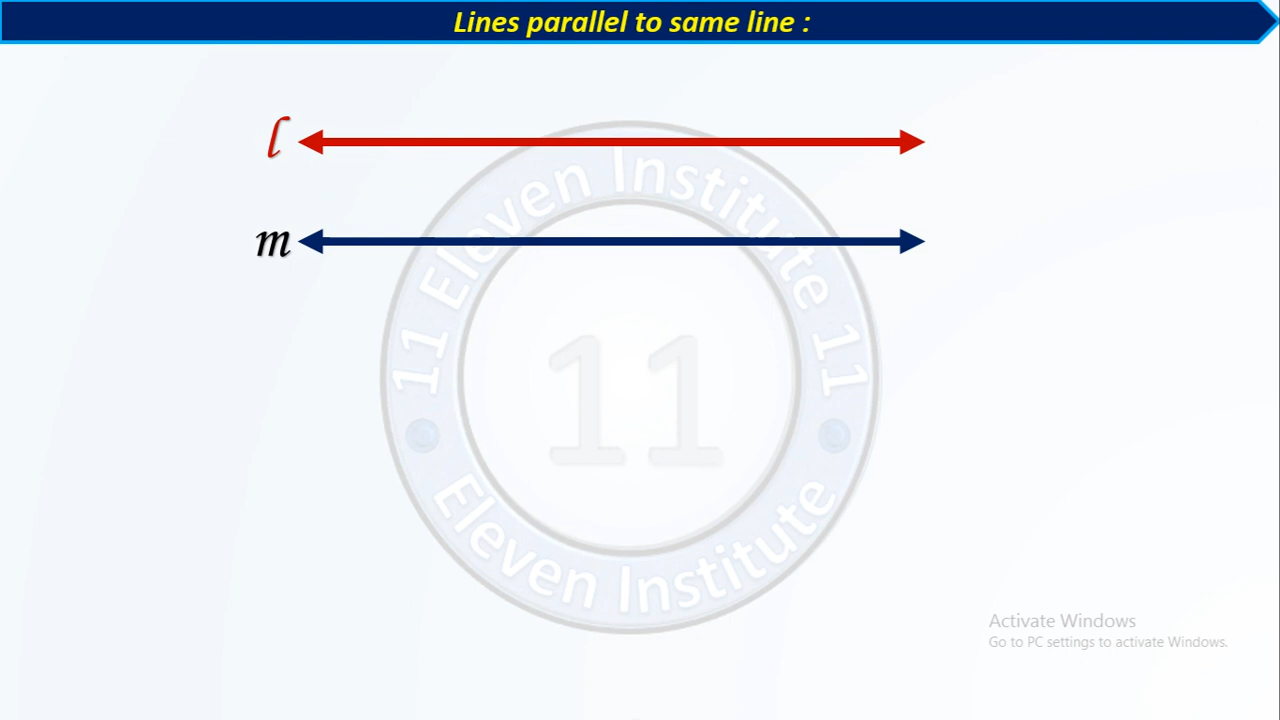 Lines parallel to same line :
l
m
11 Eleven Institute 11
11
Eleven Institute
Activate Windows
Go to PC settings to activate Windows.